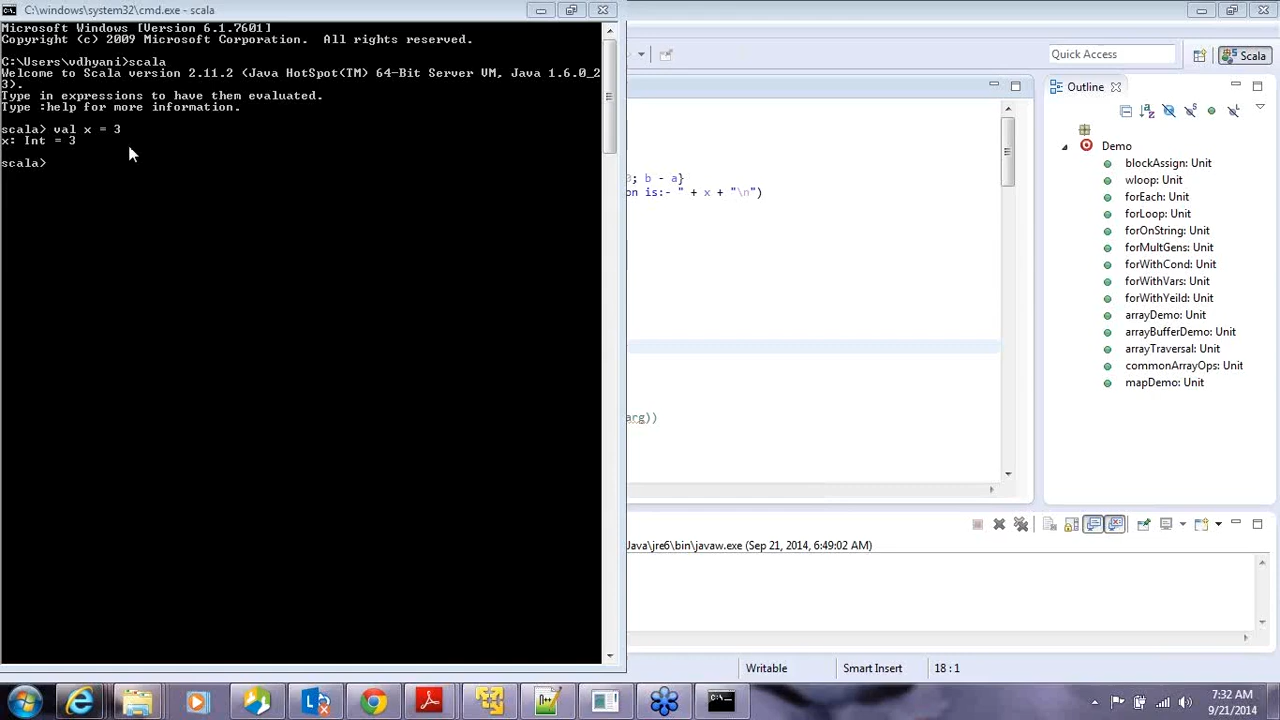 C:\windows\system32\cmd.exe - scala
Microsoft Windows [Version 6.1.7601]
Copyright (c) 2009 Microsoft Corporation.  All rights reserved.
C:\Users\vdhyani>scala
Welcome to Scala version 2.11.2 (Java HotSpot(TM) 64-Bit Server VM, Java 1.6.0_2
3).
Type in expressions to have them evaluated.
Type :help for more information.
scala> val x = 3
x: Int = 3
scala>
; b - a}
on is:- " + x + "\n")
arg))
Quick Access
Scala
Outline
Demo
blockAssign: Unit
wloop: Unit
forEach: Unit
forLoop: Unit
forOnString: Unit
forMultGens: Unit
forWithCond: Unit
forWithVars: Unit
forWithYeild: Unit
arrayDemo: Unit
arrayBufferDemo: Unit
arrayTraversal: Unit
commonArrayOps: Unit
mapDemo: Unit
Java\jre6\bin\javaw.exe (Sep 21, 2014, 6:49:02 AM)
Writable
Smart Insert
18 : 1
7:32 AM
9/21/2014